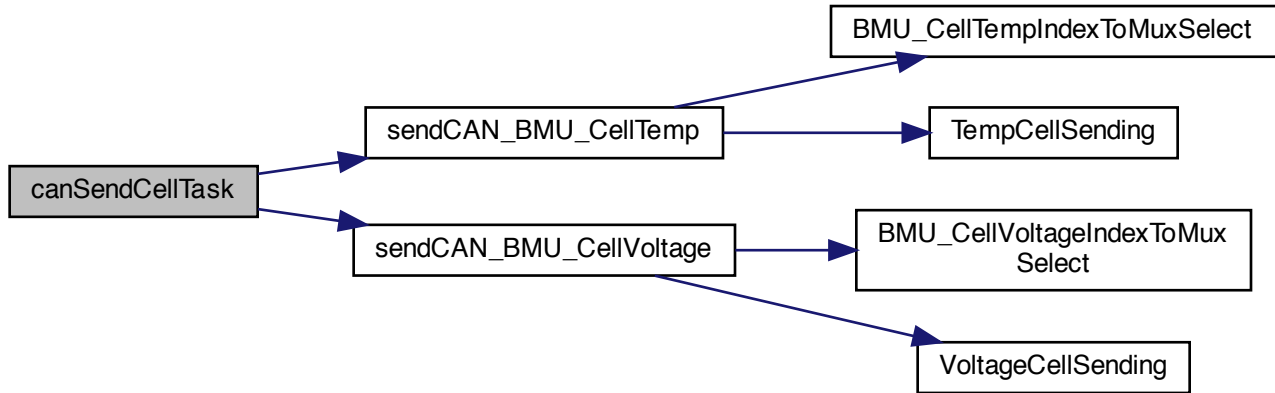 BMU_CellTempIndexToMuxSelect
sendCAN_BMU_CellTemp
TempCellSending
canSendCellTask
sendCAN_BMU_CellVoltage
BMU_CellVoltageIndexToMux
Select
VoltageCellSending